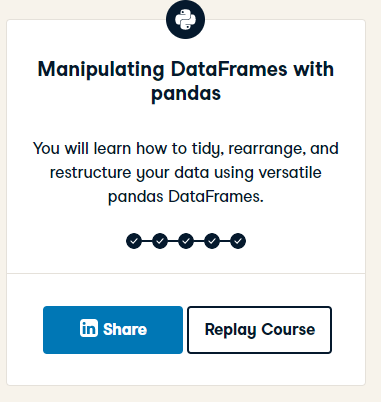 Manipulating DataFrames with
pandas
You will learn how to tidy, rearrange, and
restructure your data using versatile
pandas DataFrames.
in Share
Replay Course